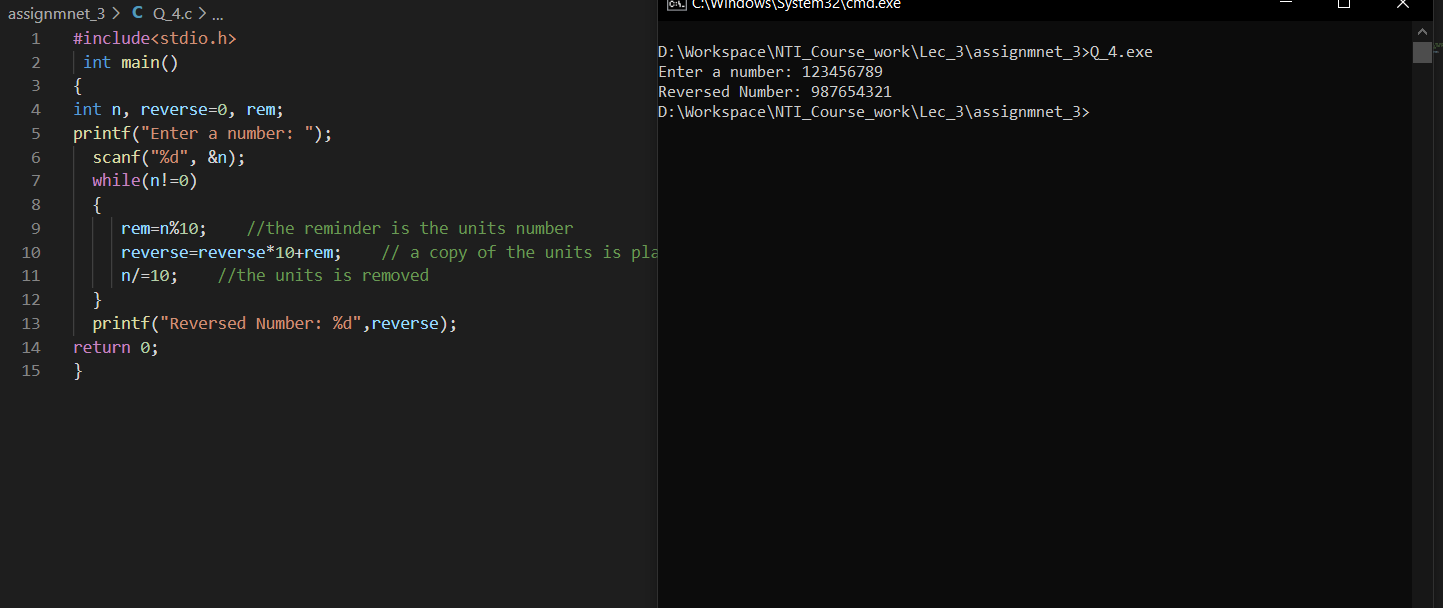 assignmnet_3 > C Q_4.c > ...
1 #include<stdio.h>
2 int main()
3 {
4 int n, reverse=0, rem;
5 printf("Enter a number: ");
6 scanf("%d", &n);
7 while(n!=0)
8 {
9 rem=n%10; //the reminder is the units number
10 reverse=reverse*10+rem; // a copy of the units is pla
11 n/=10; //the units is removed
12 }
13 printf("Reversed Number: %d",reverse);
14 return 0;
15 }
C:\Windows\System32\cmd.exe
D:\Workspace\NTI_Course_work\Lec_3\assignmnet_3>Q_4.exe
Enter a number: 123456789
Reversed Number: 987654321
D:\Workspace\NTI_Course_work\Lec_3\assignmnet_3>